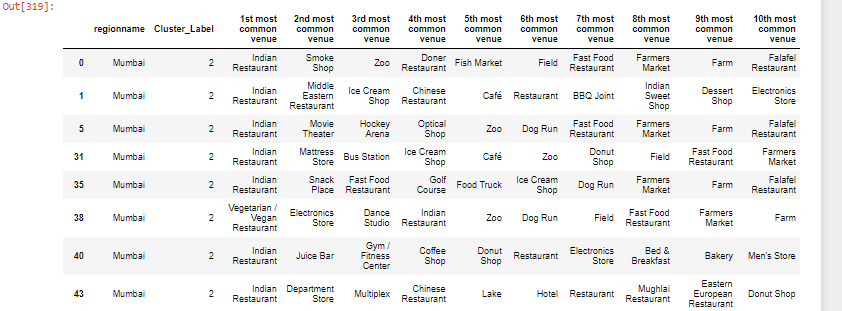 Out[319]:
regionname Cluster_Label 1st most common venue 2nd most common venue 3rd most common venue 4th most common venue 5th most common venue 6th most common venue 7th most common venue 8th most common venue 9th most common venue 10th most common venue
0 Mumbai 2 Indian Restaurant Smoke Shop Zoo Doner Restaurant Fish Market Field Fast Food Restaurant Farmers Market Farm Falafel Restaurant
1 Mumbai 2 Indian Restaurant Middle Eastern Restaurant Ice Cream Shop Chinese Restaurant Café Restaurant BBQ Joint Indian Sweet Shop Dessert Shop Electronics Store
5 Mumbai 2 Indian Restaurant Movie Theater Hockey Arena Optical Shop Zoo Dog Run Fast Food Restaurant Farmers Market Farm Falafel Restaurant
31 Mumbai 2 Indian Restaurant Mattress Store Bus Station Ice Cream Shop Café Zoo Donut Shop Field Fast Food Restaurant Farmers Market
35 Mumbai 2 Indian Restaurant Snack Place Fast Food Restaurant Golf Course Food Truck Ice Cream Shop Dog Run Farmers Market Farm Falafel Restaurant
38 Mumbai 2 Vegetarian / Vegan Restaurant Electronics Store Dance Studio Indian Restaurant Zoo Dog Run Field Fast Food Restaurant Farmers Market Farm
40 Mumbai 2 Indian Restaurant Juice Bar Gym / Fitness Center Coffee Shop Donut Shop Restaurant Electronics Store Bed & Breakfast Bakery Men's Store
43 Mumbai 2 Indian Restaurant Department Store Multiplex Chinese Restaurant Lake Hotel Restaurant Mughlai Restaurant Eastern European Restaurant Donut Shop